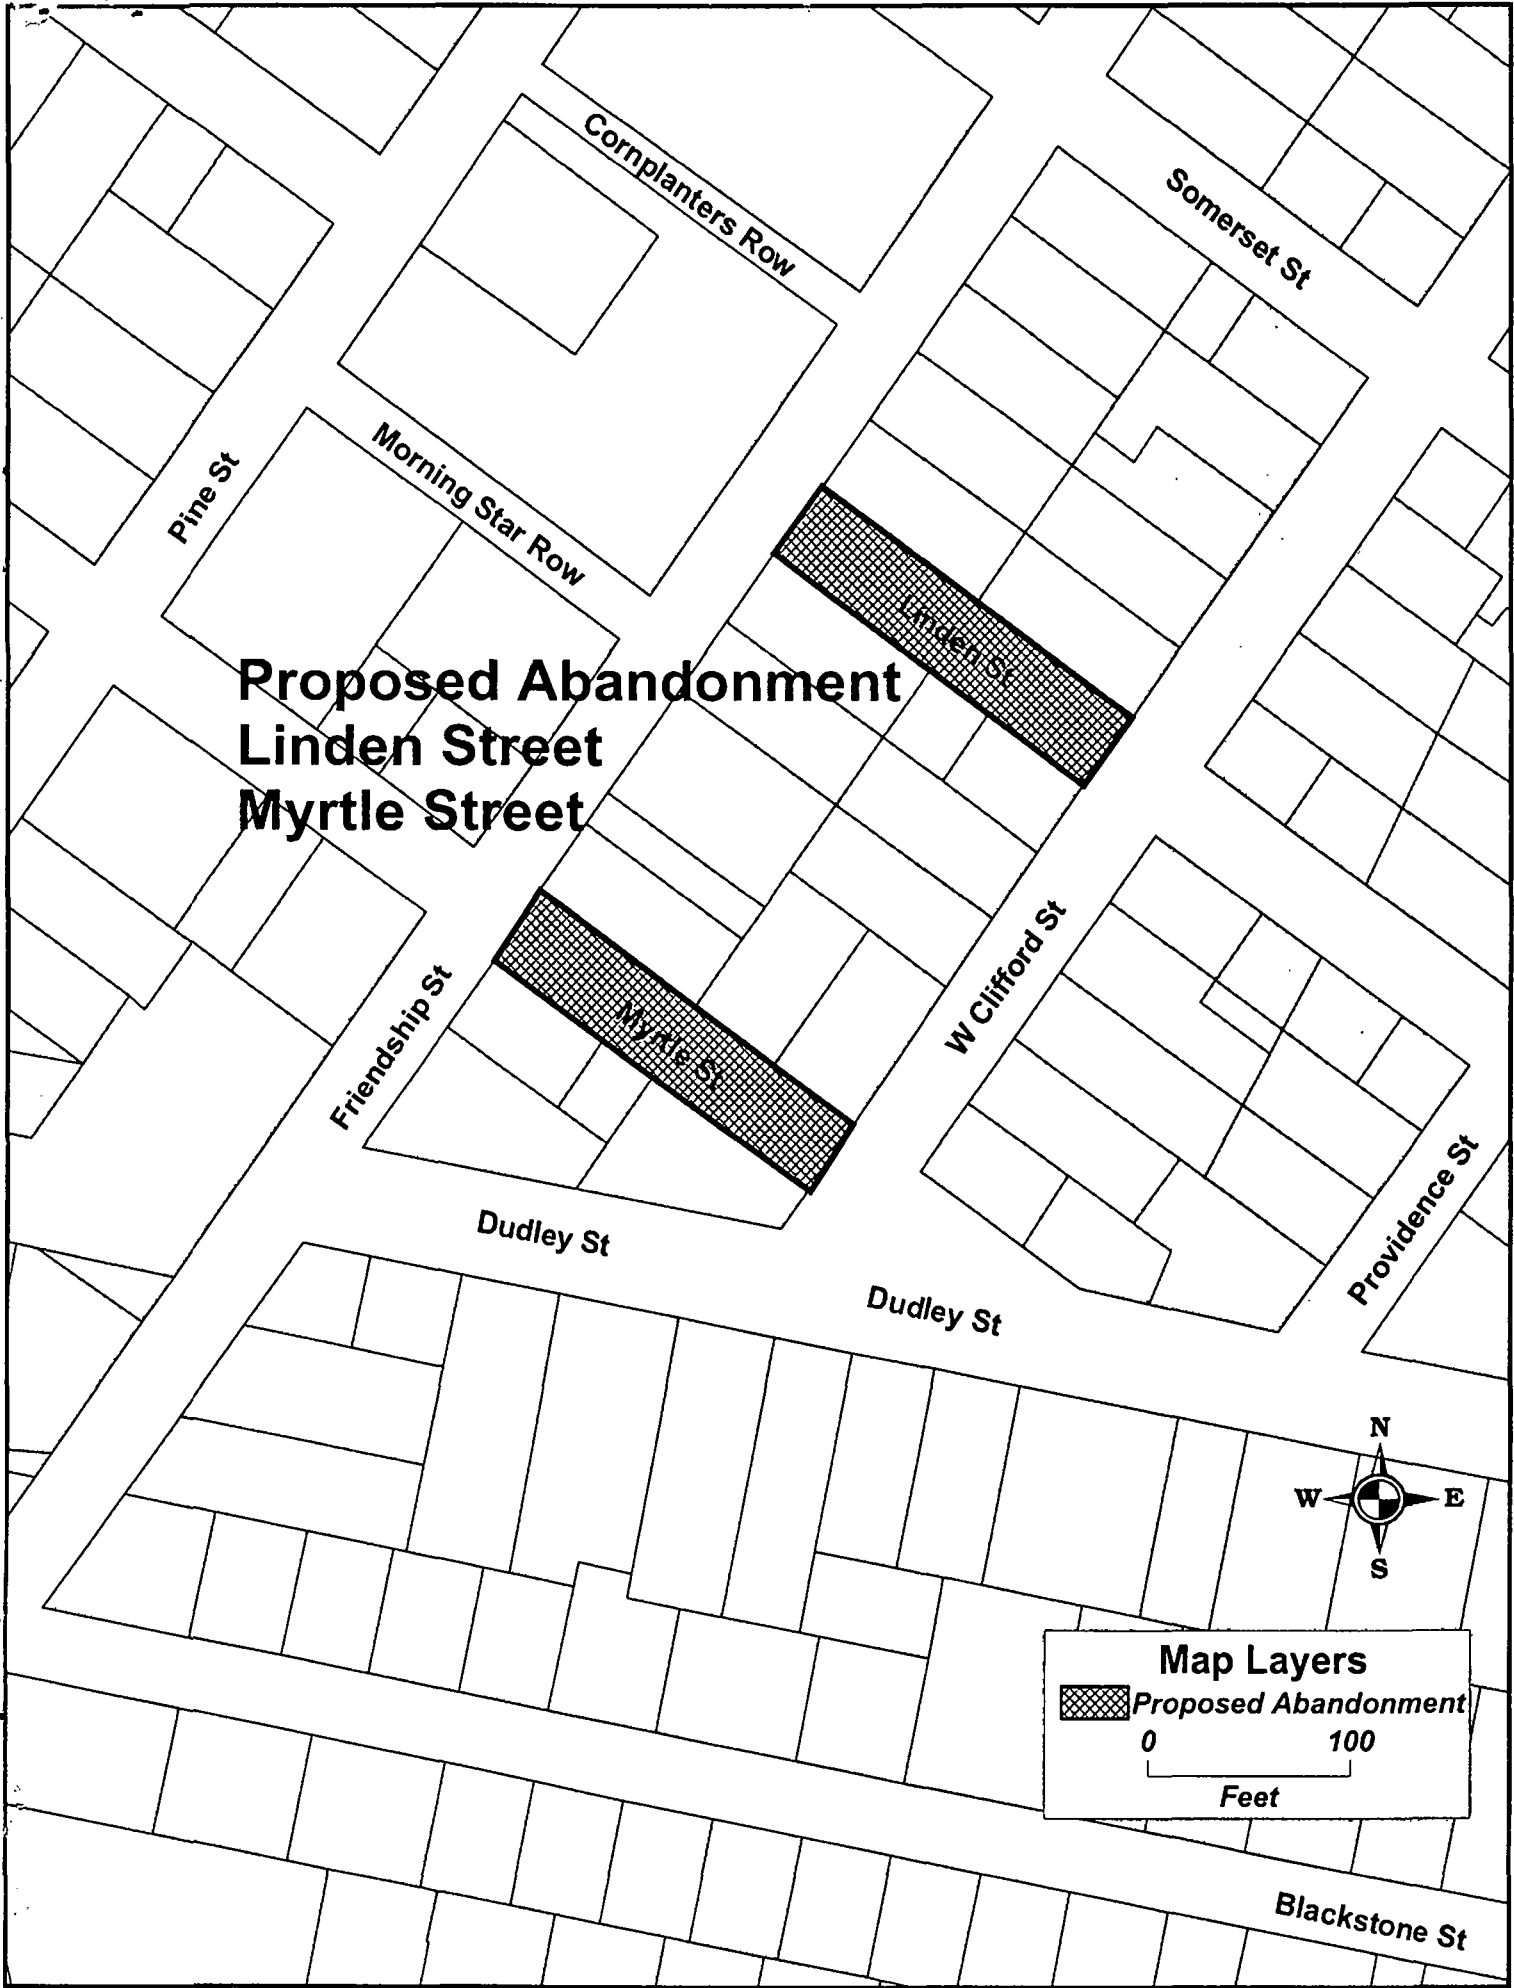 Cornplanters Row
Somerset St
Morning Star Row
Pine St
Linden St
Proposed Abandonment
Linden Street
Myrtle Street
W Clifford St
Myrtle St
Friendship St
Providence St
Dudley St
Dudley St
N
W E
S
Map Layers
Proposed Abandonment
0 100
Feet
Blackstone St